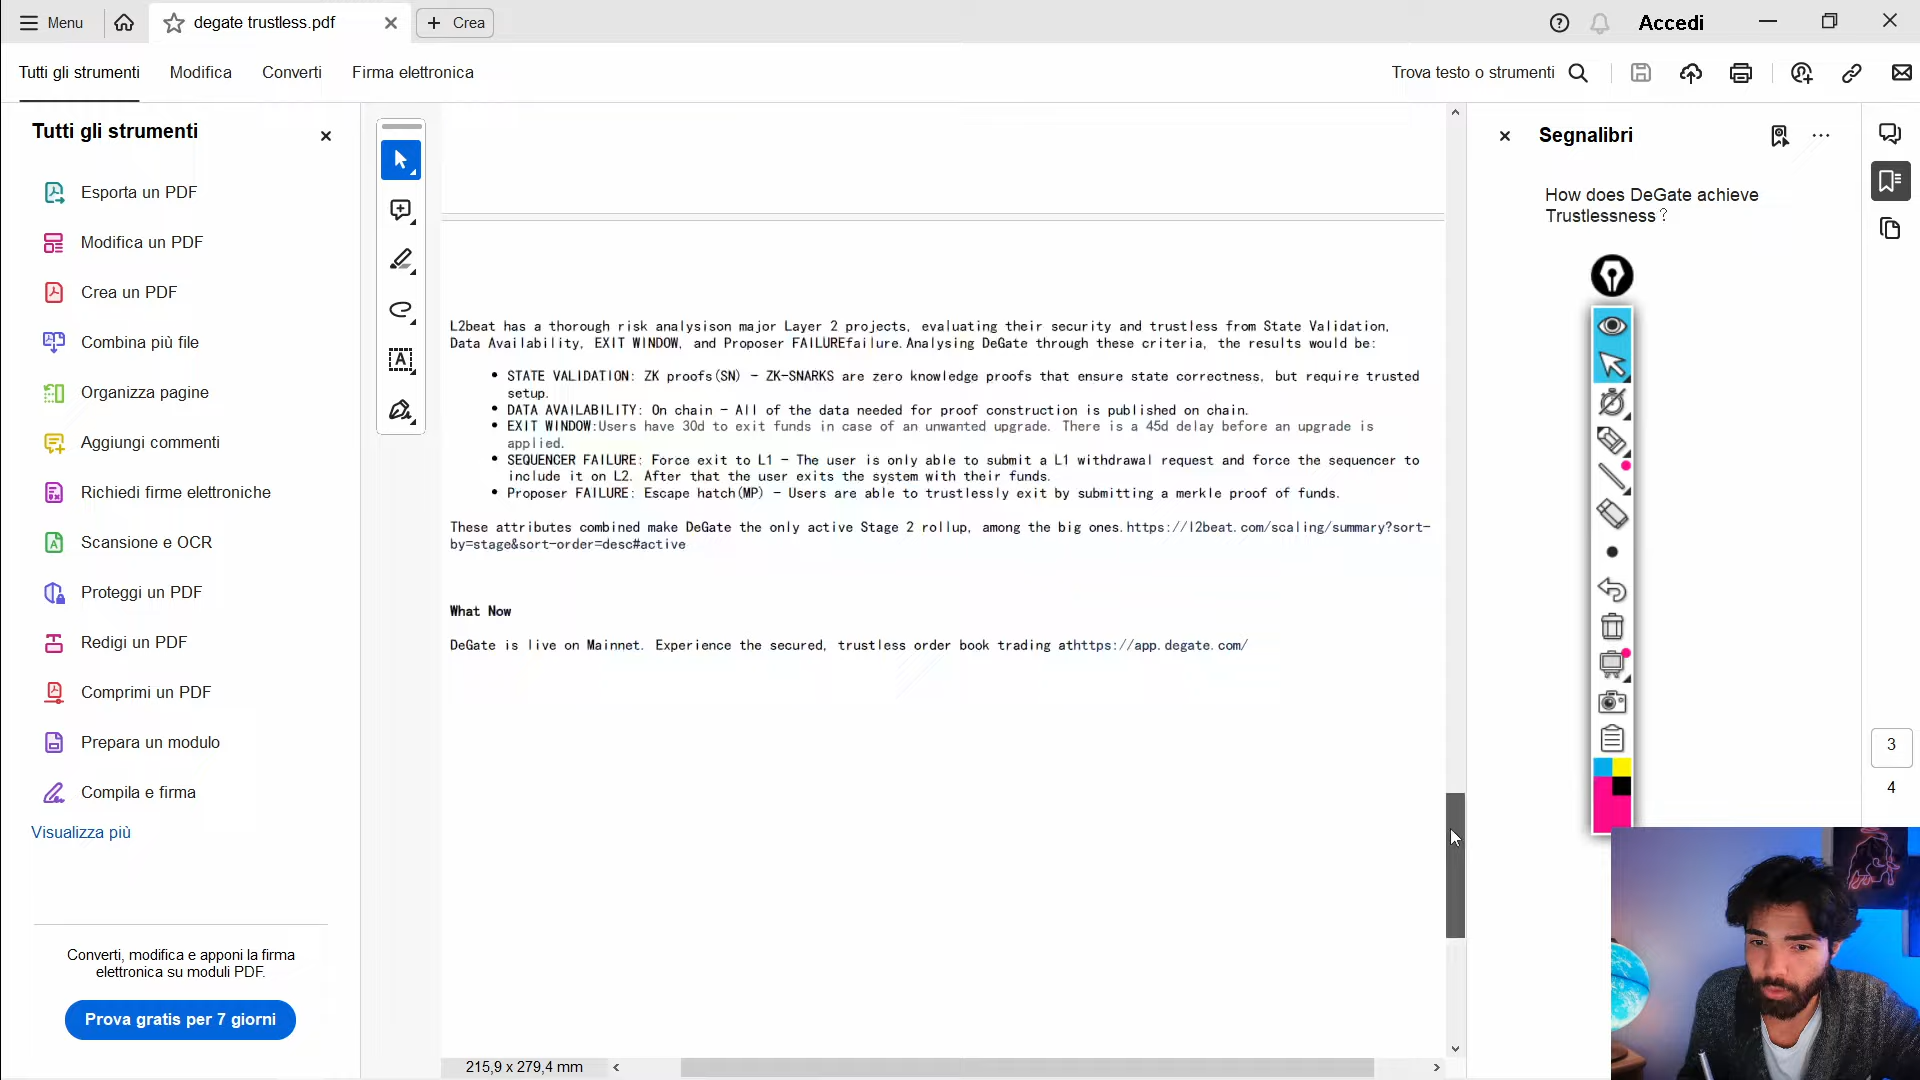 Menu
degate trustless.pdf
Crea
Accedi
Tutti gli strumenti
Modifica
Converti
Firma elettronica
Trova testo o strumenti
Tutti gli strumenti
Esporta un PDF
Modifica un PDF
Crea un PDF
Combina più file
Organizza pagine
Aggiungi commenti
Richiedi firme elettroniche
Scansione e OCR
Proteggi un PDF
Redigi un PDF
Comprimi un PDF
Prepara un modulo
Compila e firma
Visualizza più
Converti, modifica e apponi la firma
elettronica su moduli PDF.
Prova gratis per 7 giorni
L2beat has a thorough risk analysison major Layer 2 projects, evaluating their security and trustless from State Validation,
Data Availability, EXIT WINDOW, and Proposer FAILUREfailure.Analysing DeGate through these criteria, the results would be:
• STATE VALIDATION: ZK proofs(SN) – ZK-SNARKS are zero knowledge proofs that ensure state correctness, but require trusted
setup.
• DATA AVAILABILITY: On chain – All of the data needed for proof construction is published on chain.
• EXIT WINDOW:Users have 30d to exit funds in case of an unwanted upgrade. There is a 45d delay before an upgrade is
applied.
• SEQUENCER FAILURE: Force exit to L1 – The user is only able to submit a L1 withdrawal request and force the sequencer to
include it on L2. After that the user exits the system with their funds.
• Proposer FAILURE: Escape hatch(MP) – Users are able to trustlessly exit by submitting a merkle proof of funds.
These attributes combined make DeGate the only active Stage 2 rollup, among the big ones.https://l2beat.com/scaling/summary?sort-
by=stage&sort-order=desc#active
What Now
DeGate is live on Mainnet. Experience the secured, trustless order book trading athttps://app.degate.com/
215,9 x 279,4 mm
Segnalibri
How does DeGate achieve
Trustlessness？
3
4